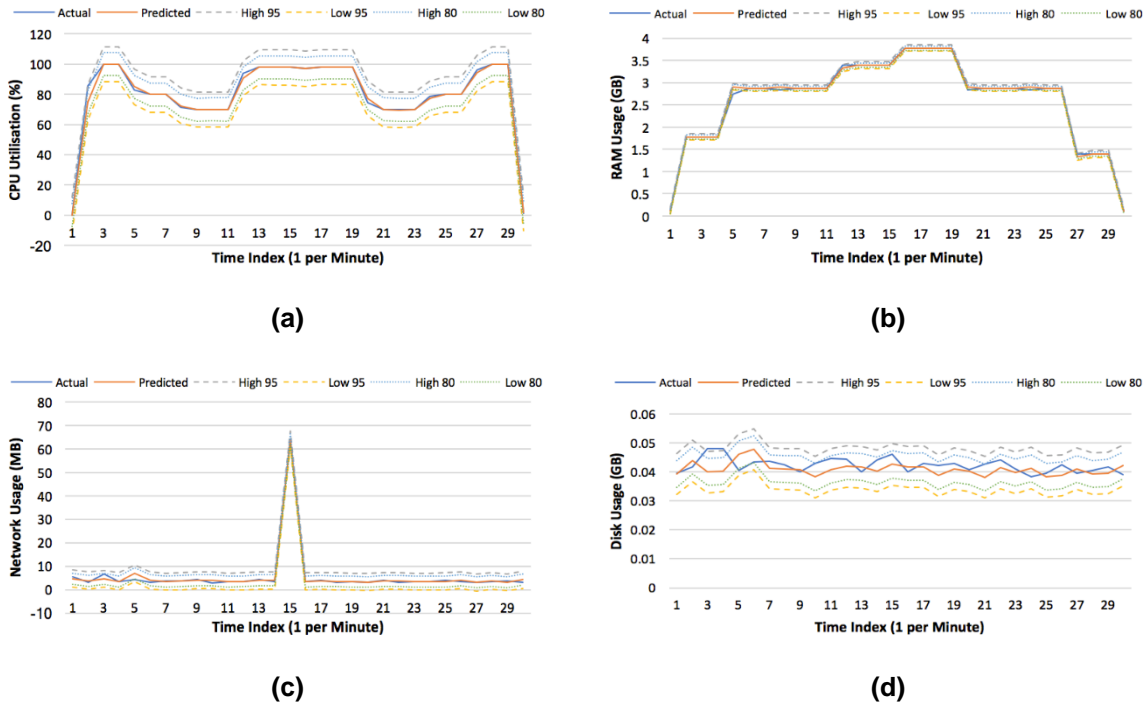 Actual Predicted High 95 Low 95 High 80 Low 80
120
100
80
60
40
20
0
-20
CPU Utilisation (%)
1 3 5 7 9 11 13 15 17 19 21 23 25 27 29
Time Index (1 per Minute)
(a)
Actual Predicted High 95 Low 95 High 80 Low 80
4
3.5
3
2.5
2
1.5
1
0.5
0
RAM Usage (GB)
1 3 5 7 9 11 13 15 17 19 21 23 25 27 29
Time Index (1 per Minute)
(b)
Actual Predicted High 95 Low 95 High 80 Low 80
80
70
60
50
40
30
20
10
0
-10
Network Usage (MB)
1 3 5 7 9 11 13 15 17 19 21 23 25 27 29
Time Index (1 per Minute)
(c)
Actual Predicted High 95 Low 95 High 80 Low 80
0.06
0.05
0.04
0.03
0.02
0.01
0
Disk Usage (GB)
1 3 5 7 9 11 13 15 17 19 21 23 25 27 29
Time Index (1 per Minute)
(d)